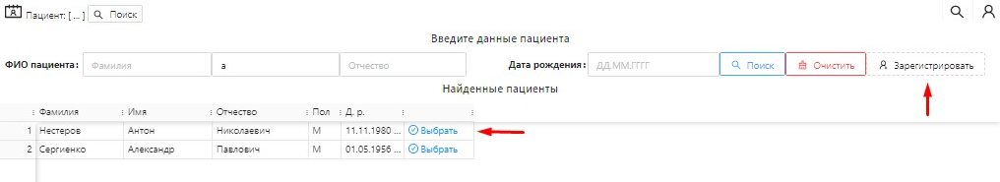 Пациент: [ ... ] Поиск
Введите данные пациента
ФИО пациента: Фамилия а Отчество Дата рождения: ДД.ММ.ГГГГ Поиск Очистить Зарегистрировать
Найденные пациенты
Фамилия Имя Отчество Пол Д. р.
1 Нестеров Антон Николаевич М 11.11.1980 ... Выбрать
2 Сергиенко Александр Павлович М 01.05.1956 ... Выбрать